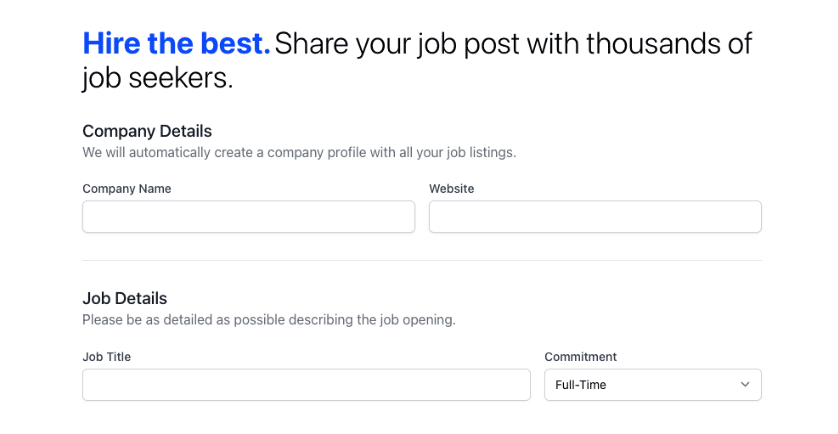 Hire the best. Share your job post with thousands of
job seekers.
Company Details
We will automatically create a company profile with all your job listings.
Company Name
Website
Job Details
Please be as detailed as possible describing the job opening.
Job Title
Commitment
Full-Time